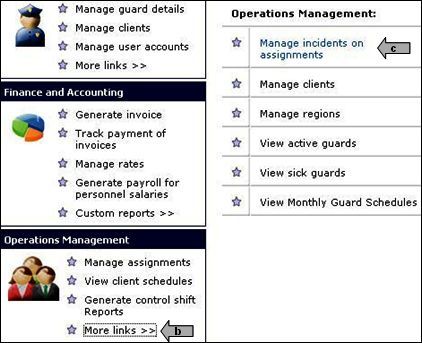 Manage guard details
Manage clients
Manage user accounts
More links >>
Finance and Accounting
Generate invoice
Track payment of
invoices
Manage rates
Generate payroll for
personnel salaries
Custom reports >>
Operations Management
Manage assignments
View client schedules
Generate control shift
Reports
More links >>
b
Operations Management:
Manage incidents on
assignments
c
Manage clients
Manage regions
View active guards
View sick guards
View Monthly Guard Schedules